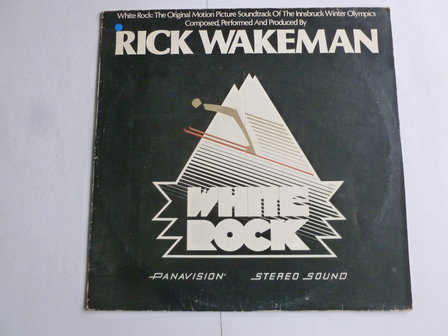 White Rock: The Original Motion Picture Soundtrack Of The Innsbruck Winter Olympics
Composed, Performed And Produced By
RICK WAKEMAN
WHITE
ROCK
PANAVISION® STEREO SOUND